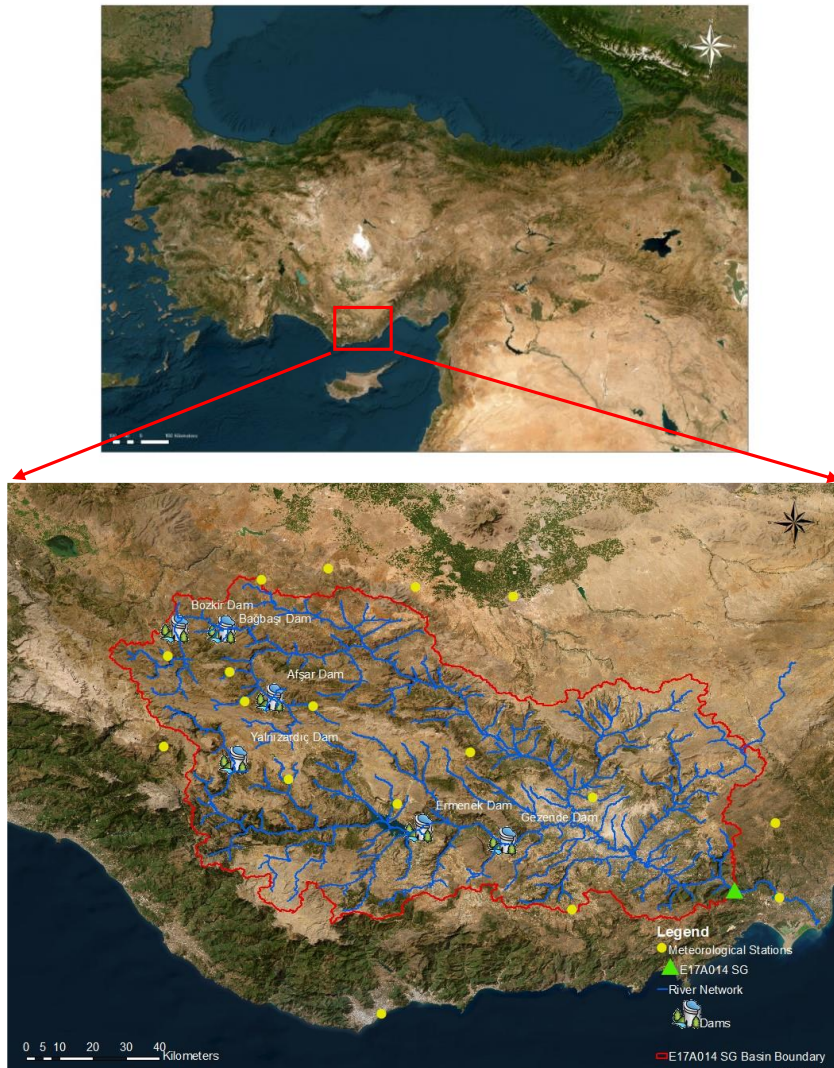 Bozkir Dam
Bağbaşı Dam
Afşar Dam
Yalnızardıç Dam
Ermenek Dam
Gezende Dam
Legend
Meteorological Stations
E17A014 SG
River Network
Dams
E17A014 SG Basin Boundary
0 5 10 20 30 40
Kilometers